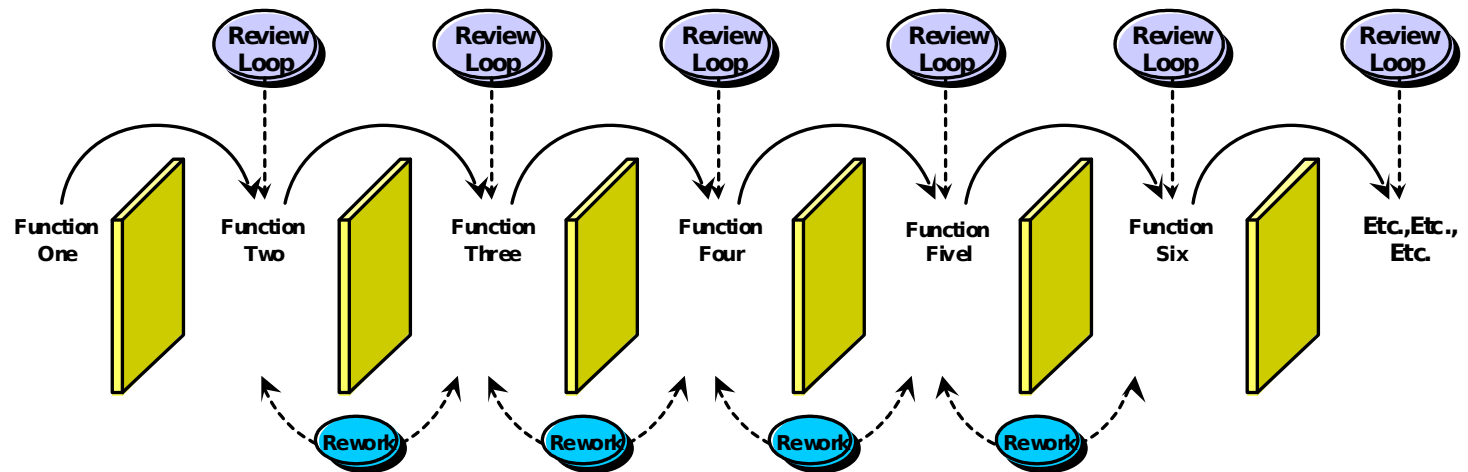 Review
Loop
Review
Loop
Review
Loop
Review
Loop
Review
Loop
Review
Loop
Function
One
Function
Two
Function
Three
Function
Four
Function
Fivel
Function
Six
Etc.,Etc.,
Etc.
Rework
Rework
Rework
Rework